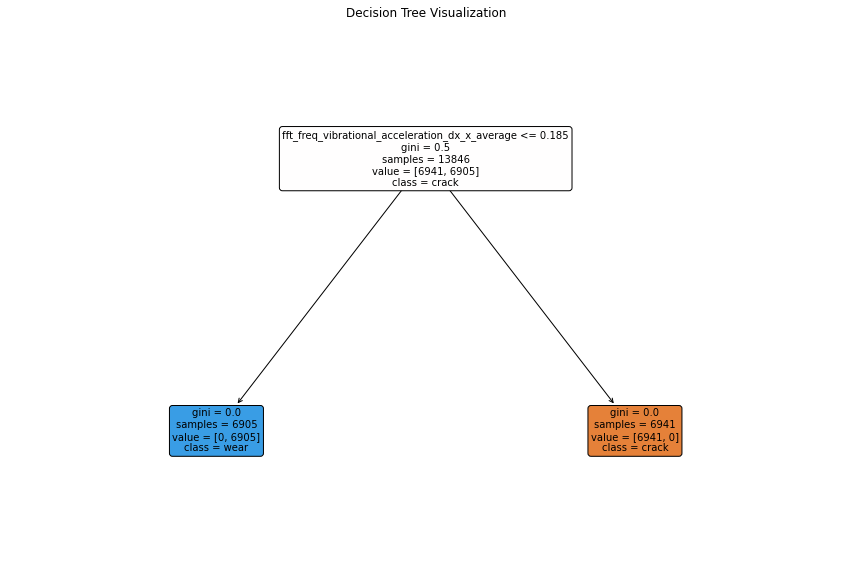 Decision Tree Visualization
fft_freq_vibrational_acceleration_dx_x_average <= 0.185
gini = 0.5
samples = 13846
value = [6941, 6905]
class = crack
gini = 0.0
samples = 6905
value = [0, 6905]
class = wear
gini = 0.0
samples = 6941
value = [6941, 0]
class = crack